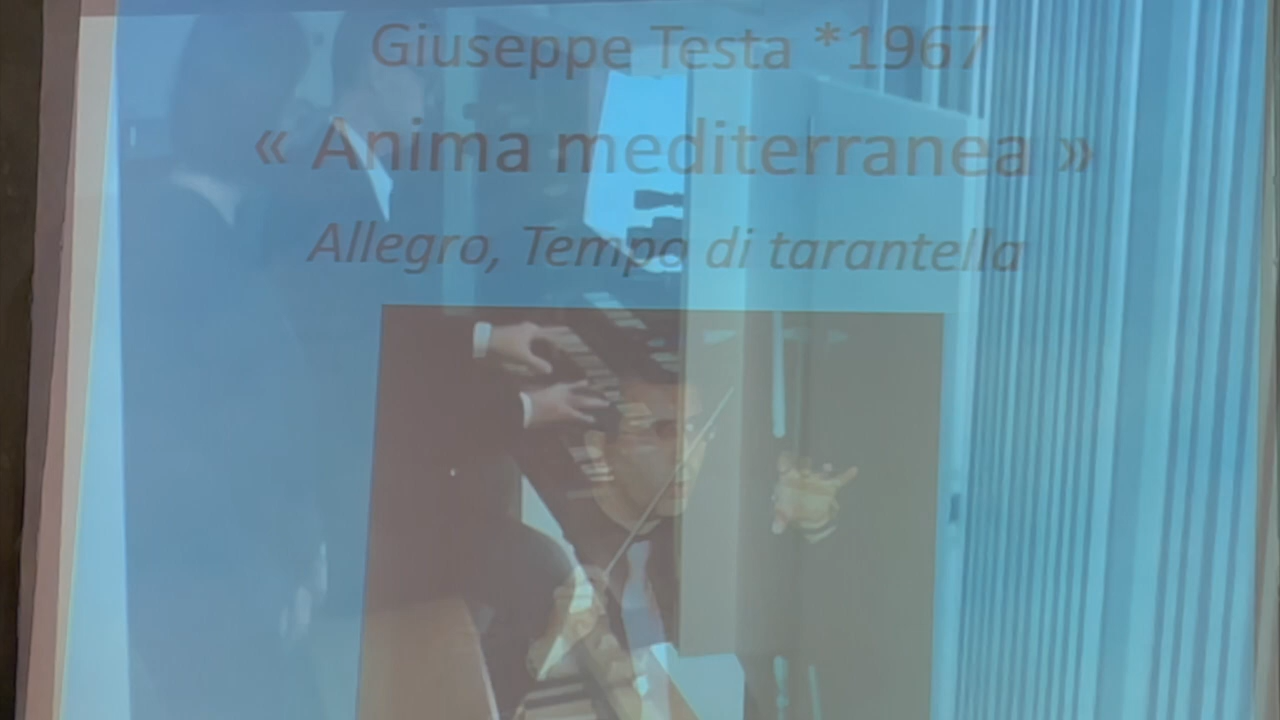 Giuseppe Testa *1967
« Anima mediterranea »
Allegro, Tempo di tarantella